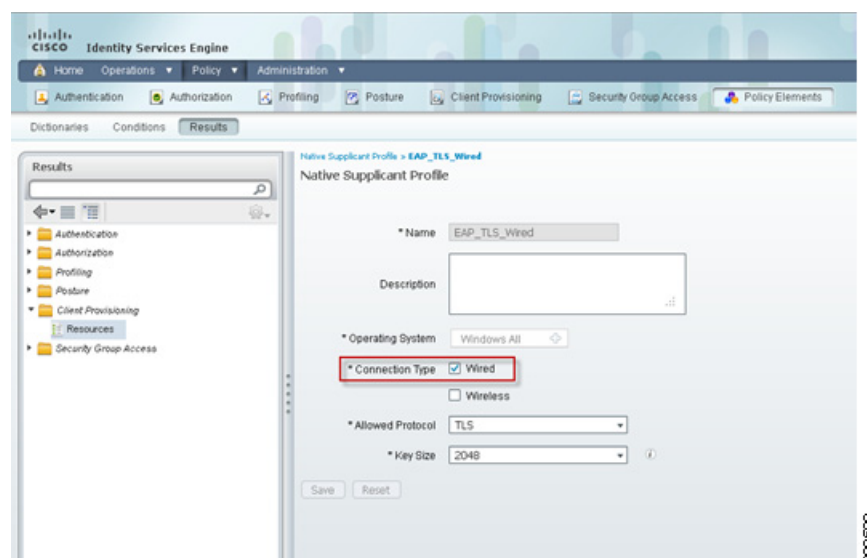 CISCO Identity Services Engine
Home Operations Policy Administration
Authentication Authorization Profiling Posture Client Provisioning Security Group Access Policy Elements
Dictionaries Conditions Results
Results
Authentication
Authorization
Profiling
Posture
Client Provisioning
Resources
Security Group Access
Native Supplicant Profile > EAP_TLS_Wired
Native Supplicant Profile
* Name EAP_TLS_Wired
Description
* Operating System Windows All
* Connection Type Wired
Wireless
* Allowed Protocol TLS
* Key Size 2048
Save Reset